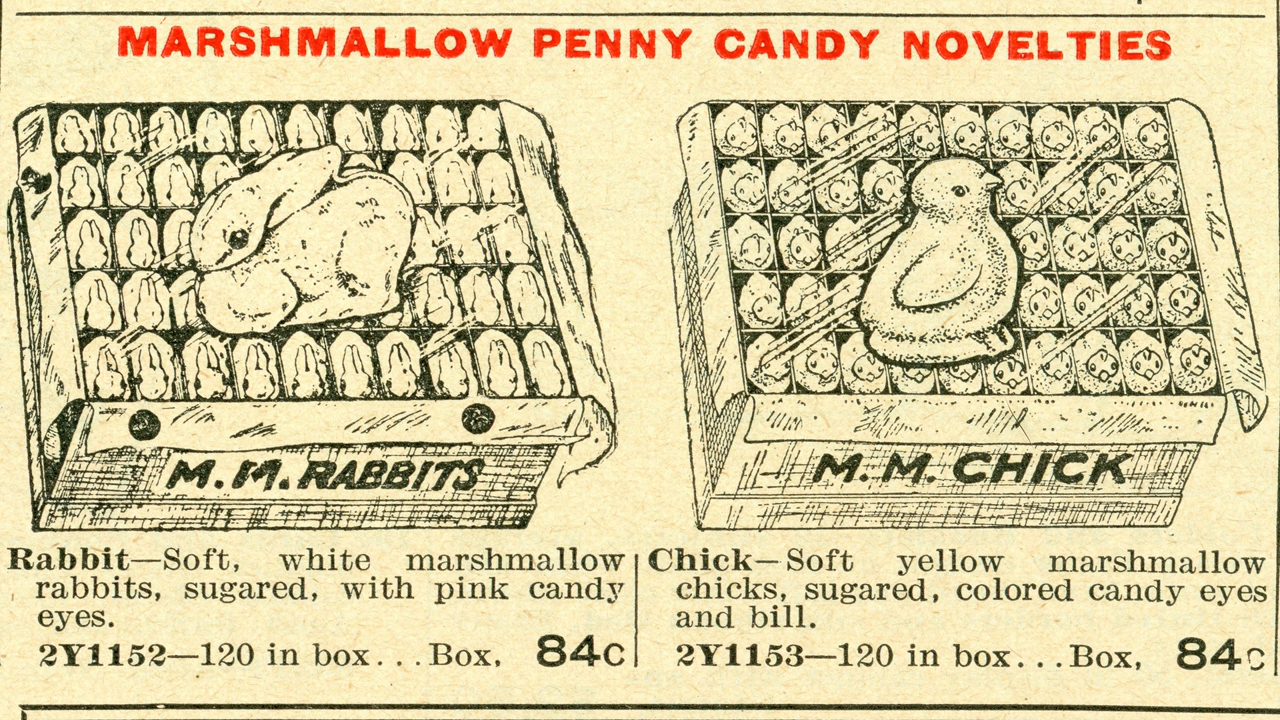 MARSHMALLOW PENNY CANDY NOVELTIES
M. M. RABBITS
M. M. CHICK
Rabbit—Soft, white marshmallow
rabbits, sugared, with pink candy
eyes.
2Y1152—120 in box...Box, 84c
Chick—Soft yellow marshmallow
chicks, sugared, colored candy eyes
and bill.
2Y1153—120 in box...Box, 84c